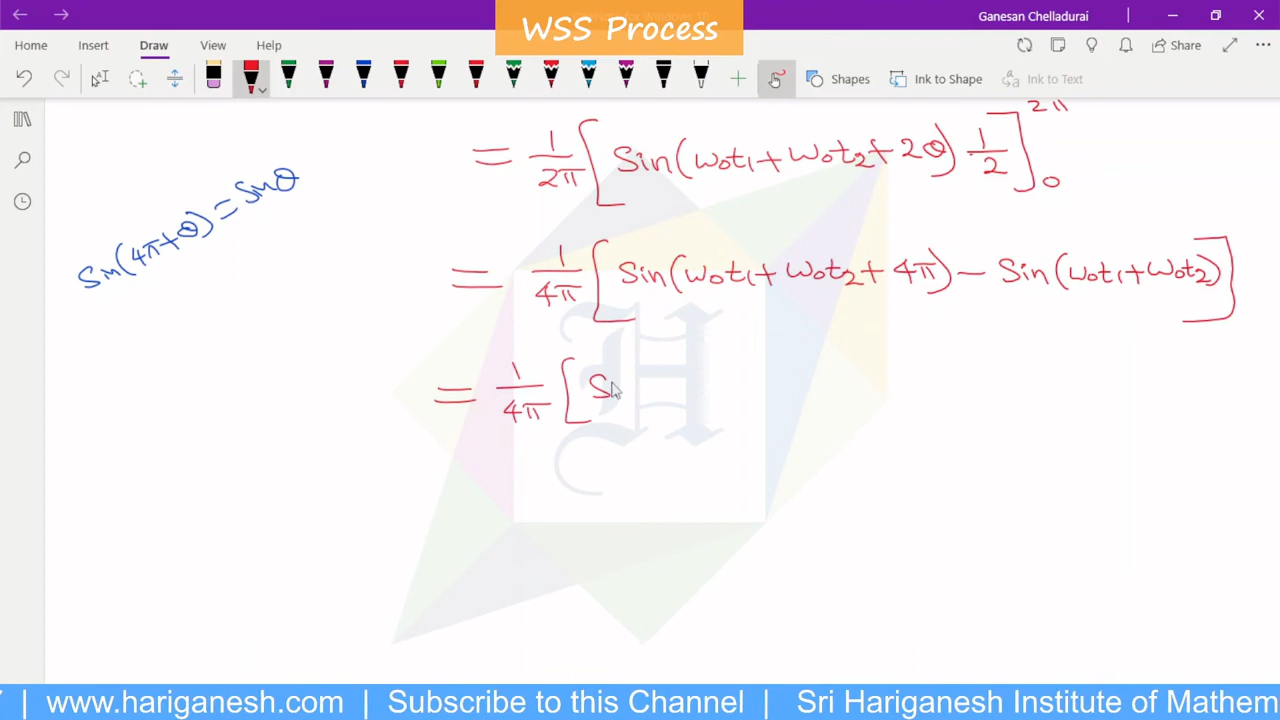 WSS Process
Ganesan Chelladurai
Home Insert Draw View Help
Share
Shapes Ink to Shape Ink to Text
= 1/2π [ Sin(ω₀t₁+ω₀t₂+2θ) 1/2 ]₀^2π
Sin(4π+θ)=Sinθ
= 1/4π [ Sin(ω₀t₁+ω₀t₂+4π) - Sin(ω₀t₁+ω₀t₂) ]
= 1/4π [ S
H
| www.hariganesh.com | Subscribe to this Channel | Sri Hariganesh Institute of Mathem